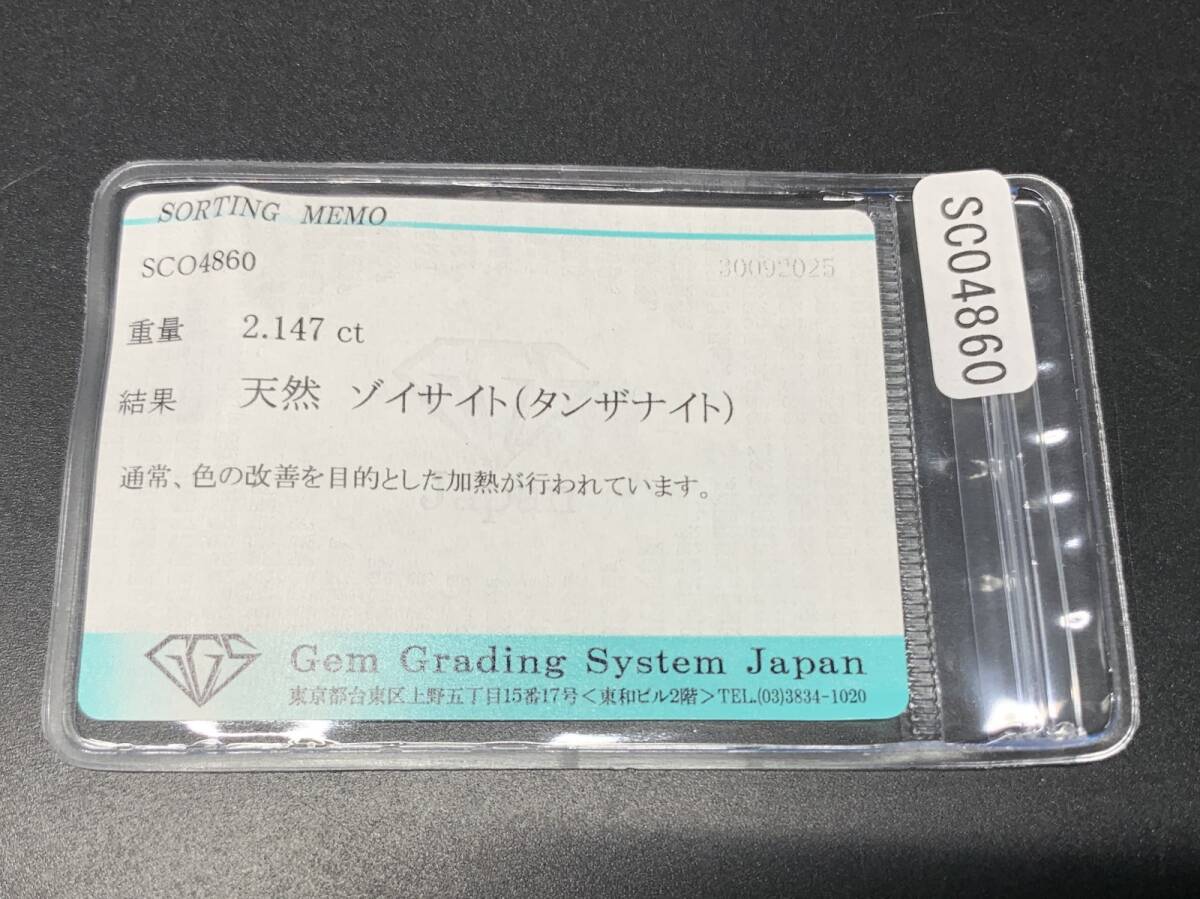 SORTING MEMO
SCO4860
30092025
重量 2.147 ct
結果 天然 ゾイサイト(タンザナイト)
通常、色の改善を目的とした加熱が行われています。
GGS Gem Grading System Japan
東京都台東区上野五丁目15番17号<東和ビル2階>TEL.(03)3834-1020
SCO4860